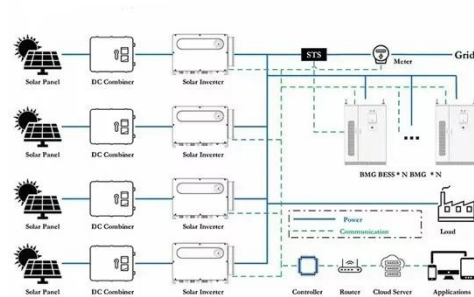 STS
Meter
Grid
Solar Panel DC Combiner Solar Inverter
Solar Panel DC Combiner Solar Inverter
BMG BESS * N BMG * N
Solar Panel DC Combiner Solar Inverter
Power
Communication
Load
Solar Panel DC Combiner Solar Inverter
Controller Router Cloud Server Applications